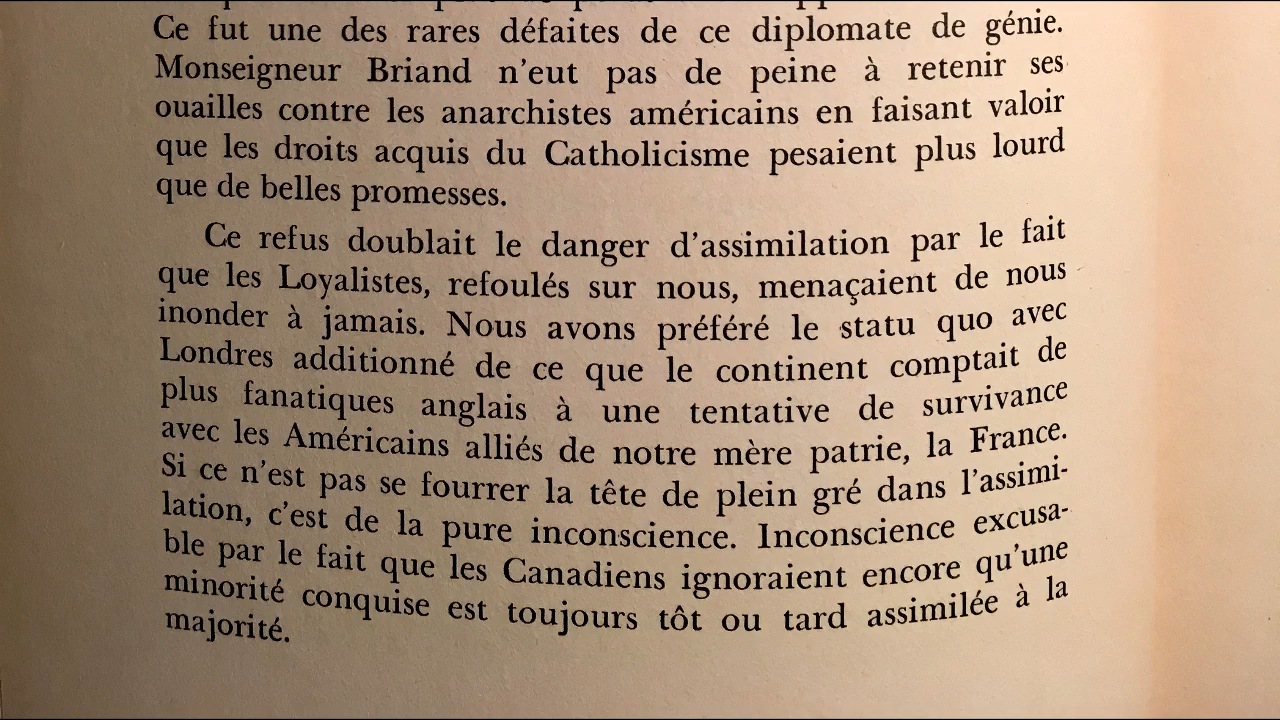 Ce fut une des rares défaites de ce diplomate de génie.
Monseigneur Briand n'eut pas de peine à retenir ses
ouailles contre les anarchistes américains en faisant valoir
que les droits acquis du Catholicisme pesaient plus lourd
que de belles promesses.
Ce refus doublait le danger d'assimilation par le fait
que les Loyalistes, refoulés sur nous, menaçaient de nous
inonder à jamais. Nous avons préféré le statu quo avec
Londres additionné de ce que le continent comptait de
plus fanatiques anglais à une tentative de survivance
avec les Américains alliés de notre mère patrie, la France.
Si ce n'est pas se fourrer la tête de plein gré dans l'assimi-
lation, c'est de la pure inconscience. Inconscience excusa-
ble par le fait que les Canadiens ignoraient encore qu'une
minorité conquise est toujours tôt ou tard assimilée à la
majorité.